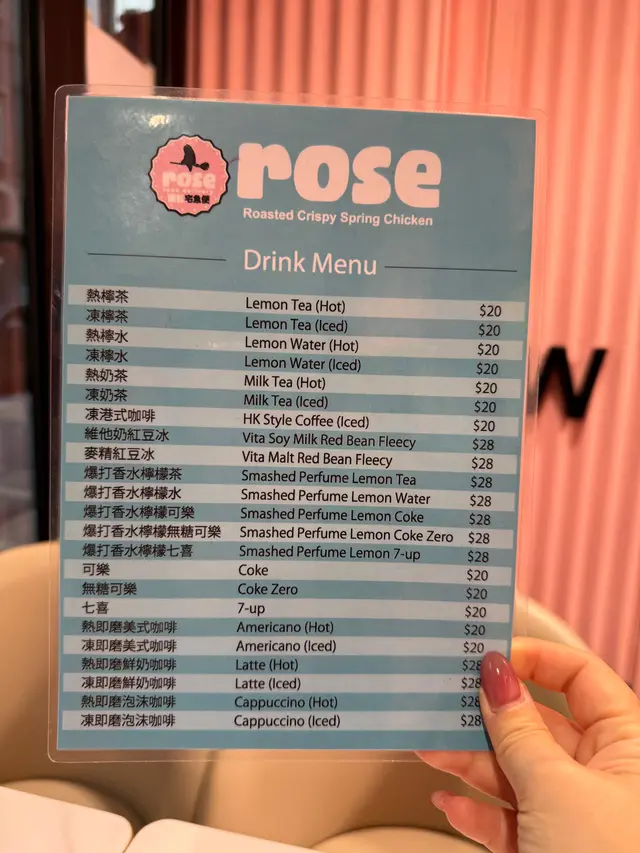 rose
宅急便
rose
Roasted Crispy Spring Chicken
Drink Menu
熱檸茶 Lemon Tea (Hot) $20
凍檸茶 Lemon Tea (Iced) $20
熱檸水 Lemon Water (Hot) $20
凍檸水 Lemon Water (Iced) $20
熱奶茶 Milk Tea (Hot) $20
凍奶茶 Milk Tea (Iced) $20
凍港式咖啡 HK Style Coffee (Iced) $20
維他奶紅豆冰 Vita Soy Milk Red Bean Fleecy $28
麥精紅豆冰 Vita Malt Red Bean Fleecy $28
爆打香水檸檬茶 Smashed Perfume Lemon Tea $28
爆打香水檸檬水 Smashed Perfume Lemon Water $28
爆打香水檸檬可樂 Smashed Perfume Lemon Coke $28
爆打香水檸檬無糖可樂 Smashed Perfume Lemon Coke Zero $28
爆打香水檸檬七喜 Smashed Perfume Lemon 7-up $28
可樂 Coke $20
無糖可樂 Coke Zero $20
七喜 7-up $20
熱即磨美式咖啡 Americano (Hot) $20
凍即磨美式咖啡 Americano (Iced) $20
熱即磨鮮奶咖啡 Latte (Hot) $28
凍即磨鮮奶咖啡 Latte (Iced) $28
熱即磨泡沫咖啡 Cappuccino (Hot) $28
凍即磨泡沫咖啡 Cappuccino (Iced) $28
W